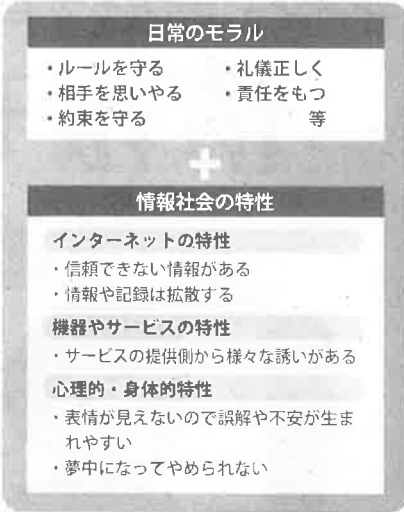 日常のモラル
・ルールを守る ・礼儀正しく
・相手を思いやる ・責任をもつ
・約束を守る 等
+
情報社会の特性
インターネットの特性
・信頼できない情報がある
・情報や記録は拡散する
機器やサービスの特性
・サービスの提供側から様々な誘いがある
心理的・身体的特性
・表情が見えないので誤解や不安が生ま
れやすい
・夢中になってやめられない